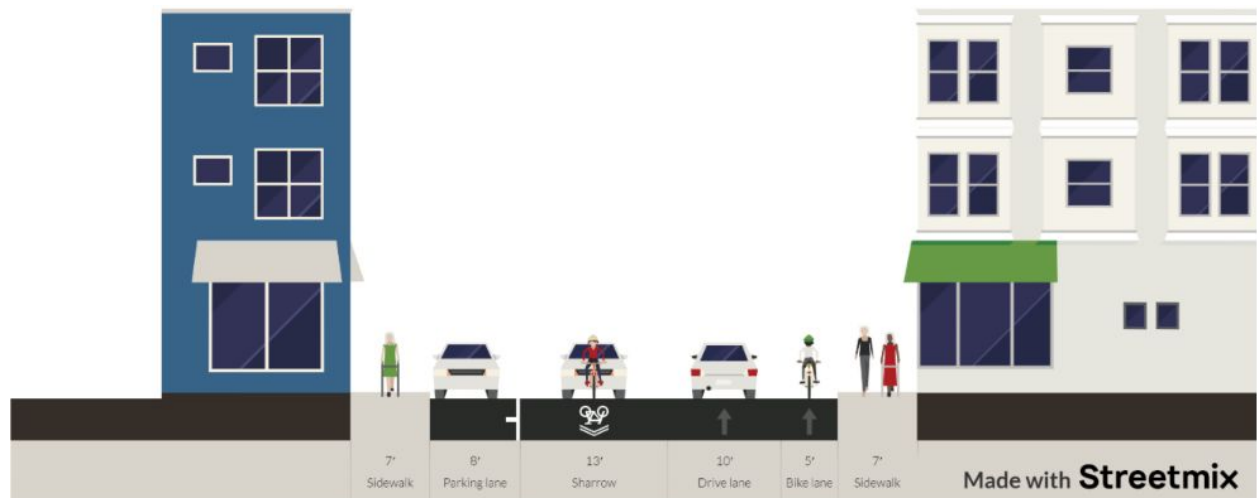 7'
Sidewalk
8'
Parking lane
13'
Sharrow
10'
Drive lane
5'
Bike lane
7'
Sidewalk
Made with Streetmix